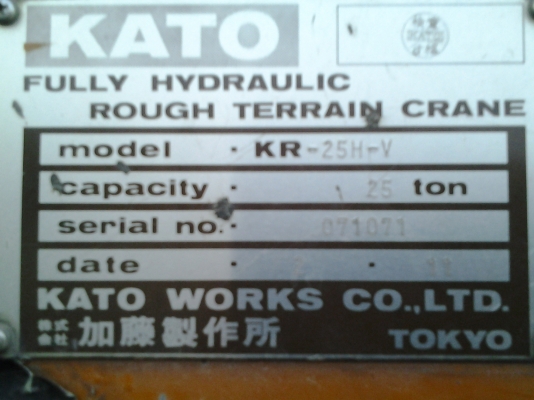 KATO
FULLY HYDRAULIC
ROUGH TERRAIN CRANE
model · KR-25H-V
capacity · 25 ton
serial no. · 071071
date · ·
KATO WORKS CO.,LTD.
株式会社 加藤製作所 TOKYO